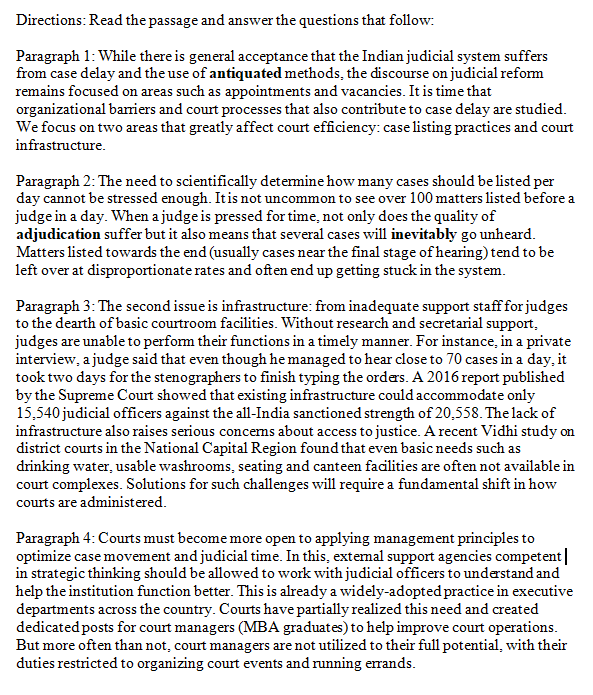 Directions: Read the passage and answer the questions that follow:
Paragraph 1: While there is general acceptance that the Indian judicial system suffers
from case delay and the use of antiquated methods, the discourse on judicial reform
remains focused on areas such as appointments and vacancies. It is time that
organizational barriers and court processes that also contribute to case delay are studied.
We focus on two areas that greatly affect court efficiency: case listing practices and court
infrastructure.
Paragraph 2: The need to scientifically determine how many cases should be listed per
day cannot be stressed enough. It is not uncommon to see over 100 matters listed before a
judge in a day. When a judge is pressed for time, not only does the quality of
adjudication suffer but it also means that several cases will inevitably go unheard.
Matters listed towards the end (usually cases near the final stage of hearing) tend to be
left over at disproportionate rates and often end up getting stuck in the system.
Paragraph 3: The second issue is infrastructure: from inadequate support staff for judges
to the dearth of basic courtroom facilities. Without research and secretarial support,
judges are unable to perform their functions in a timely manner. For instance, in a private
interview, a judge said that even though he managed to hear close to 70 cases in a day, it
took two days for the stenographers to finish typing the orders. A 2016 report published
by the Supreme Court showed that existing infrastructure could accommodate only
15,540 judicial officers against the all-India sanctioned strength of 20,558. The lack of
infrastructure also raises serious concerns about access to justice. A recent Vidhi study on
district courts in the National Capital Region found that even basic needs such as
drinking water, usable washrooms, seating and canteen facilities are often not available in
court complexes. Solutions for such challenges will require a fundamental shift in how
courts are administered.
Paragraph 4: Courts must become more open to applying management principles to
optimize case movement and judicial time. In this, external support agencies competent
in strategic thinking should be allowed to work with judicial officers to understand and
help the institution function better. This is already a widely-adopted practice in executive
departments across the country. Courts have partially realized this need and created
dedicated posts for court managers (MBA graduates) to help improve court operations.
But more often than not, court managers are not utilized to their full potential, with their
duties restricted to organizing court events and running errands.